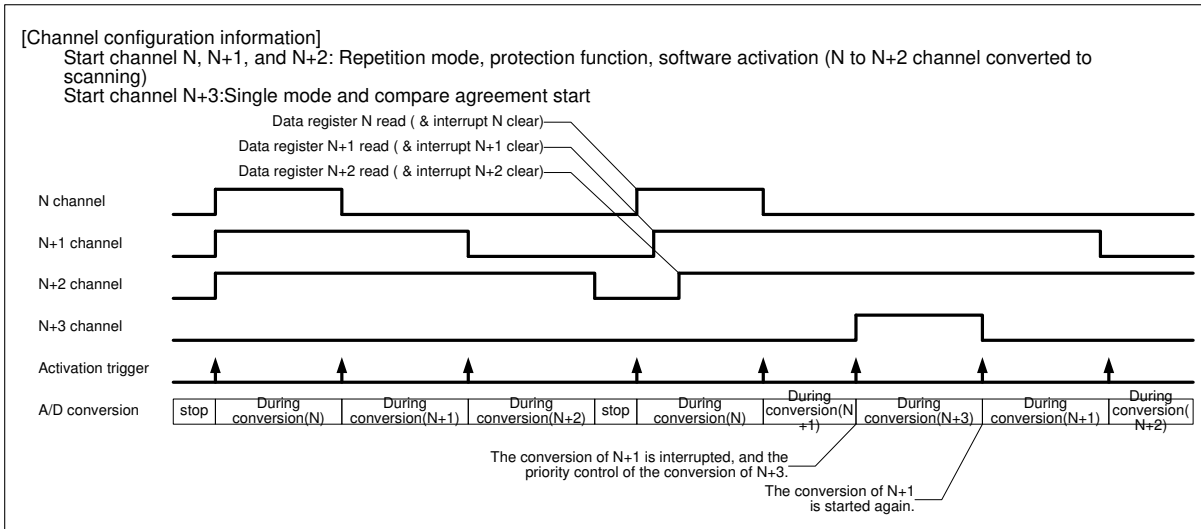 [Channel configuration information]
Start channel N, N+1, and N+2: Repetition mode, protection function, software activation (N to N+2 channel converted to
scanning)
Start channel N+3:Single mode and compare agreement start
Data register N read ( & interrupt N clear)
Data register N+1 read ( & interrupt N+1 clear)
Data register N+2 read ( & interrupt N+2 clear)
N channel
N+1 channel
N+2 channel
N+3 channel
Activation trigger
A/D conversion
stop
During
conversion(N)
During
conversion(N+1)
During
conversion(N+2)
stop
During
conversion(N)
During
conversion(N
+1)
During
conversion(N+3)
During
conversion(N+1)
During
conversion(
N+2)
The conversion of N+1 is interrupted, and the
priority control of the conversion of N+3.
The conversion of N+1
is started again.